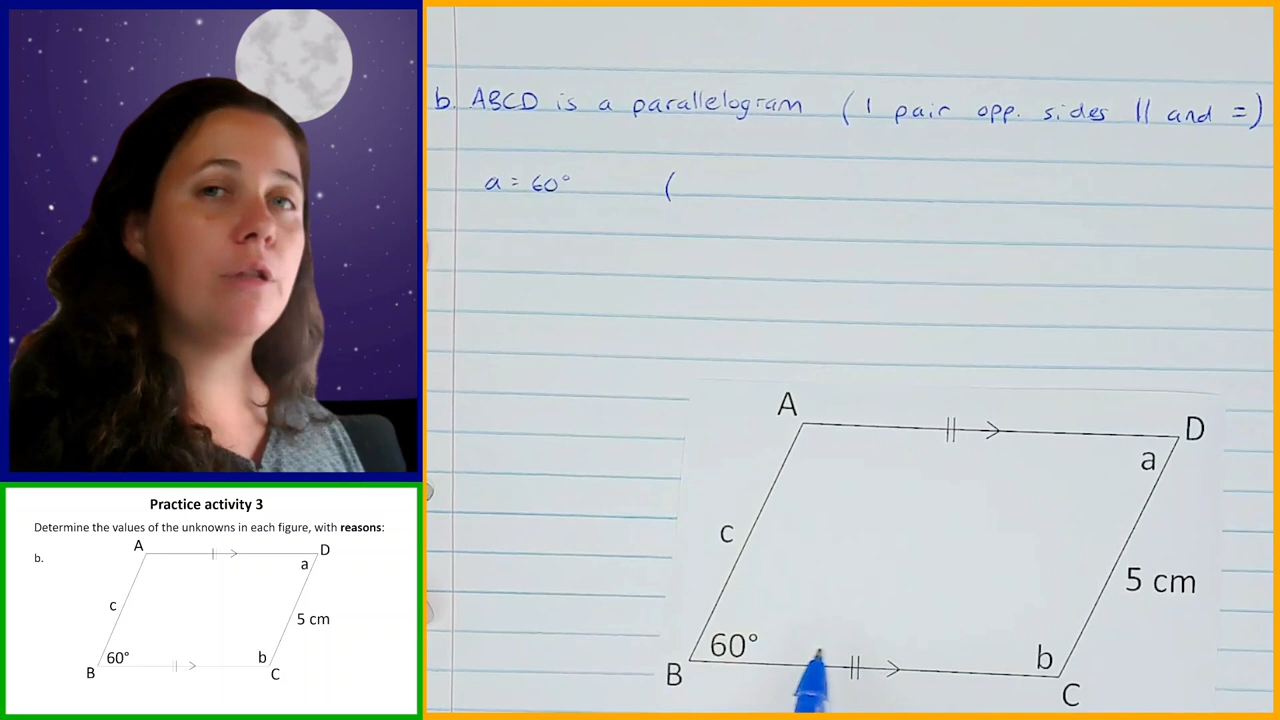 b. ABCD is a parallelogram (1 pair opp. sides || and =)
a = 60° (
A
D
a
c
5 cm
60°
b
B
C
Practice activity 3
Determine the values of the unknowns in each figure, with reasons:
b.
A
D
a
c
5 cm
60°
b
B
C